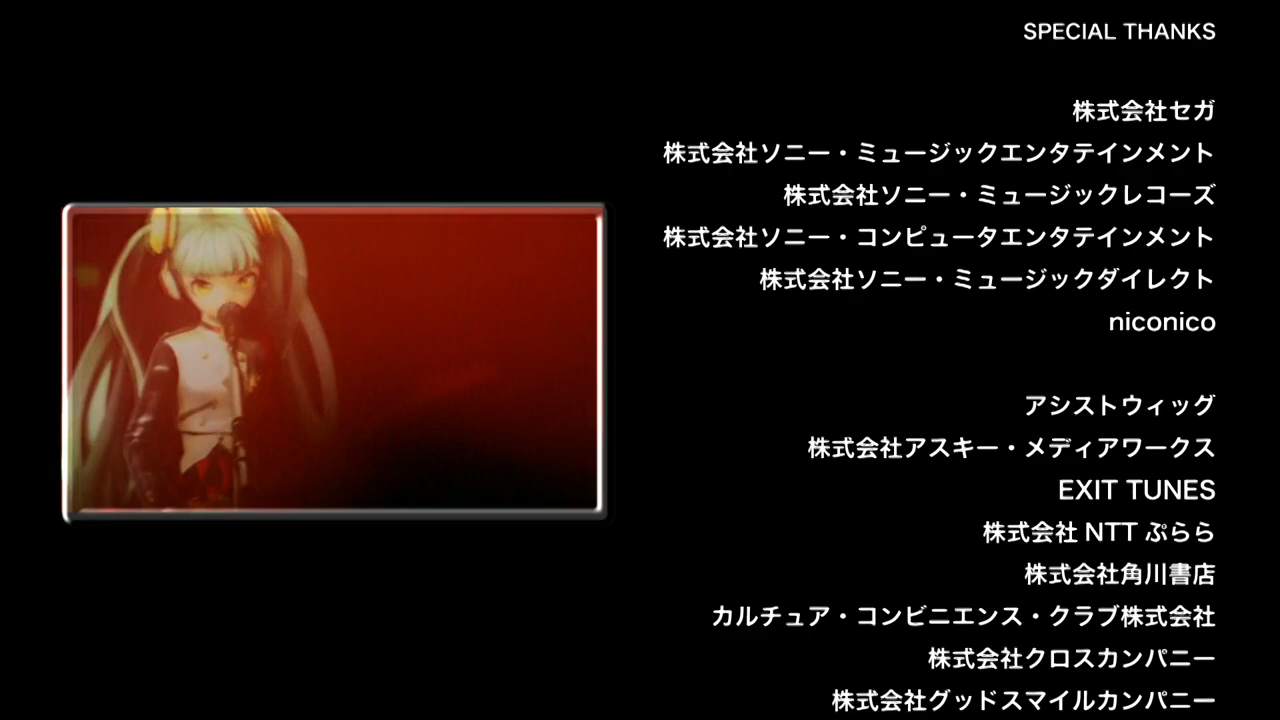 SPECIAL THANKS
株式会社セガ
株式会社ソニー・ミュージックエンタテインメント
株式会社ソニー・ミュージックレコーズ
株式会社ソニー・コンピュータエンタテインメント
株式会社ソニー・ミュージックダイレクト
niconico
アシストウィッグ
株式会社アスキー・メディアワークス
EXIT TUNES
株式会社 NTT ぷらら
株式会社角川書店
カルチュア・コンビニエンス・クラブ株式会社
株式会社クロスカンパニー
株式会社グッドスマイルカンパニー